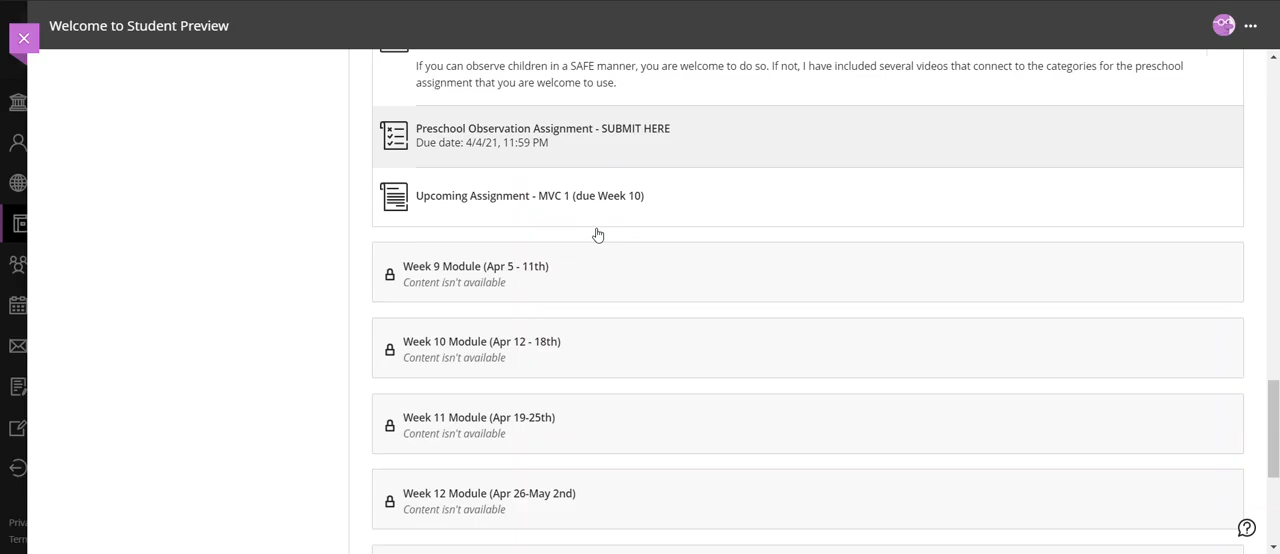 Welcome to Student Preview
If you can observe children in a SAFE manner, you are welcome to do so. If not, I have included several videos that connect to the categories for the preschool
assignment that you are welcome to use.
Preschool Observation Assignment - SUBMIT HERE
Due date: 4/4/21, 11:59 PM
Upcoming Assignment - MVC 1 (due Week 10)
Week 9 Module (Apr 5 - 11th)
Content isn't available
Week 10 Module (Apr 12 - 18th)
Content isn't available
Week 11 Module (Apr 19-25th)
Content isn't available
Week 12 Module (Apr 26-May 2nd)
Content isn't available
Priva
Term